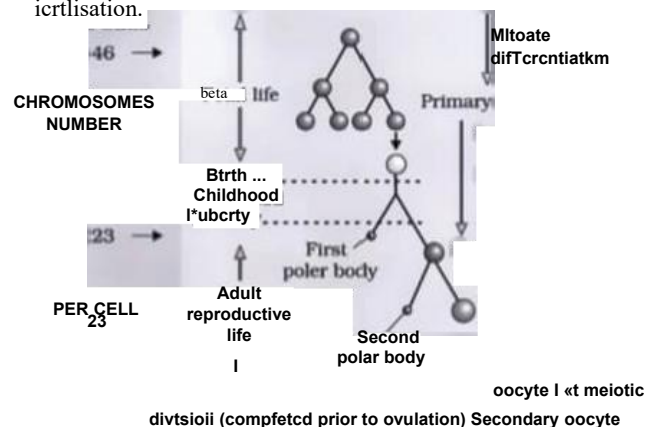 icrtlisation.
46
MItoate
difTcrcntiatkm
beta life
CHROMOSOMES
NUMBER
Primary
Btrth ...
Childhood
I*ubcrty
23
First
poler body
PER CELL
23
Adult
reproductive
life
I
Second
polar body
oocyte I «t meiotic
divtsioii (compfetcd prior to ovulation) Secondary oocyte